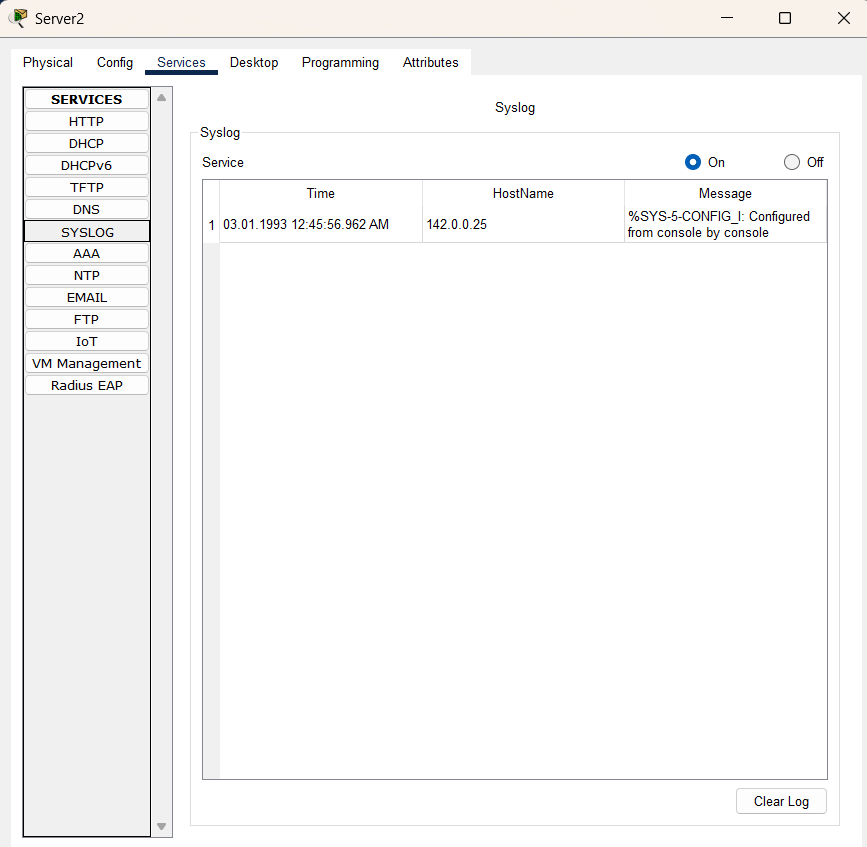 Server2
Physical Config Services Desktop Programming Attributes
SERVICES
HTTP
DHCP
DHCPv6
TFTP
DNS
SYSLOG
AAA
NTP
EMAIL
FTP
IoT
VM Management
Radius EAP
Syslog
Syslog
Service On Off
Time HostName Message
1 03.01.1993 12:45:56.962 AM 142.0.0.25 %SYS-5-CONFIG_I: Configured
from console by console
Clear Log